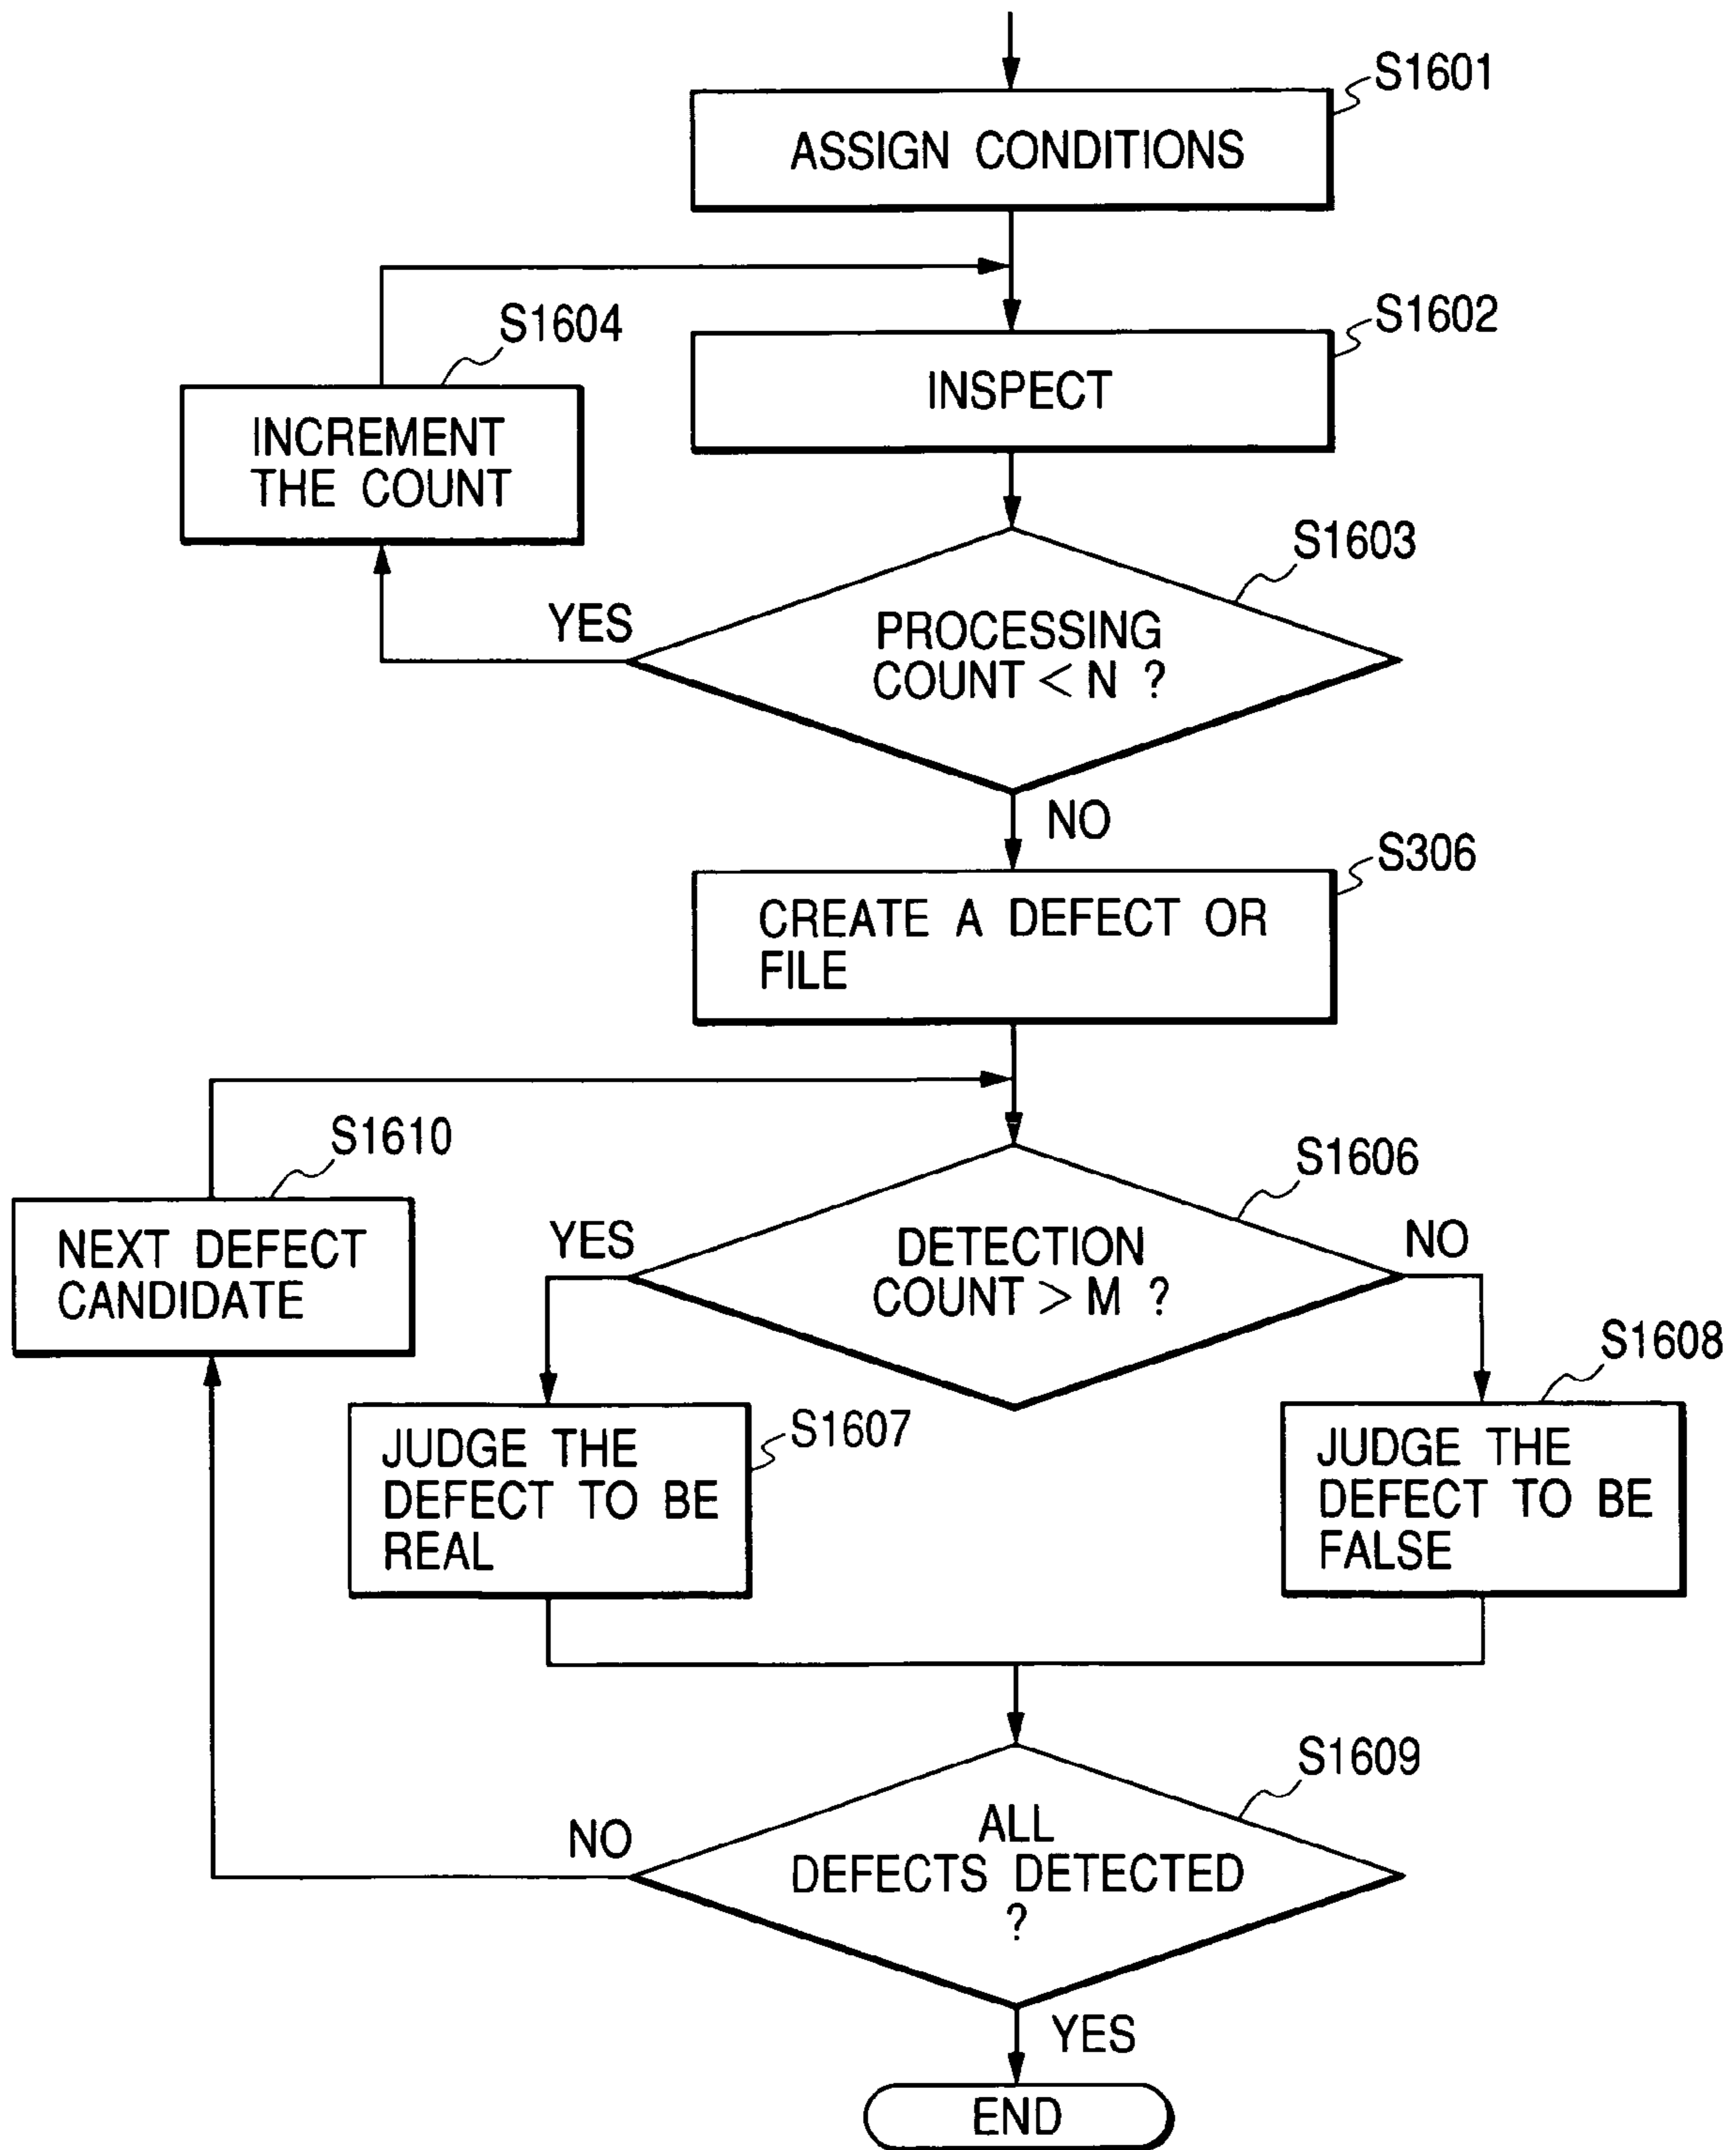 S1601
ASSIGN CONDITIONS
S1604
S1602
INCREMENT
THE COUNT
INSPECT
S1603
YES
PROCESSING
COUNT < N ?
NO
S306
CREATE A DEFECT OR
FILE
S1610
S1606
NEXT DEFECT
CANDIDATE
YES
DETECTION
COUNT > M ?
NO
S1608
S1607
JUDGE THE
DEFECT TO BE
REAL
JUDGE THE
DEFECT TO BE
FALSE
S1609
NO
ALL
DEFECTS DETECTED
?
YES
END